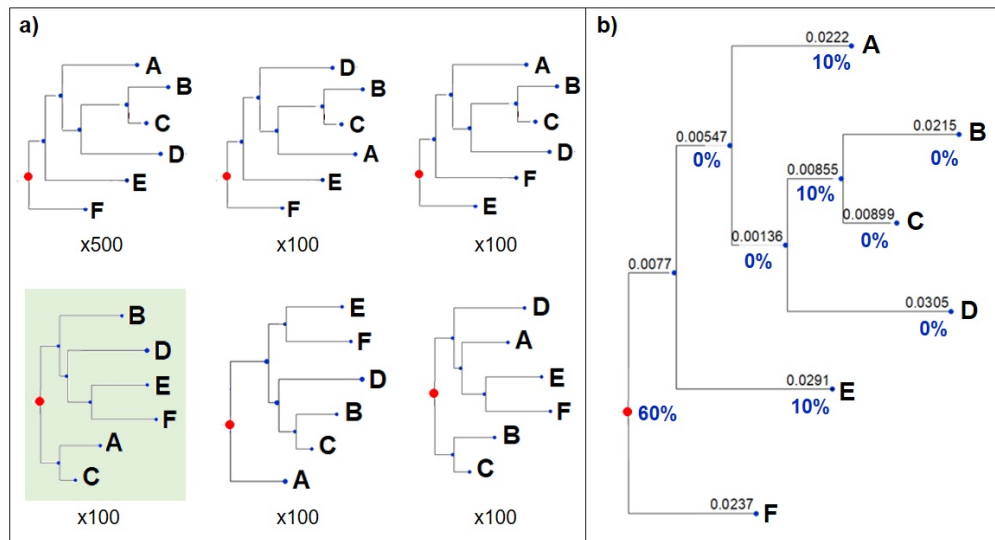 a)
A
B
C
D
E
F
x500
D
B
C
A
E
F
x100
A
B
C
D
F
E
x100
B
D
E
F
A
C
x100
E
F
D
B
C
A
x100
D
A
E
F
B
C
x100
b)
0.0222 A
10%
0.0215 B
0%
0.00547
0%
0.00855
10%
0.00899 C
0%
0.00136
0%
0.0077
0.0305 D
0%
0.0291 E
10%
60%
0.0237 F